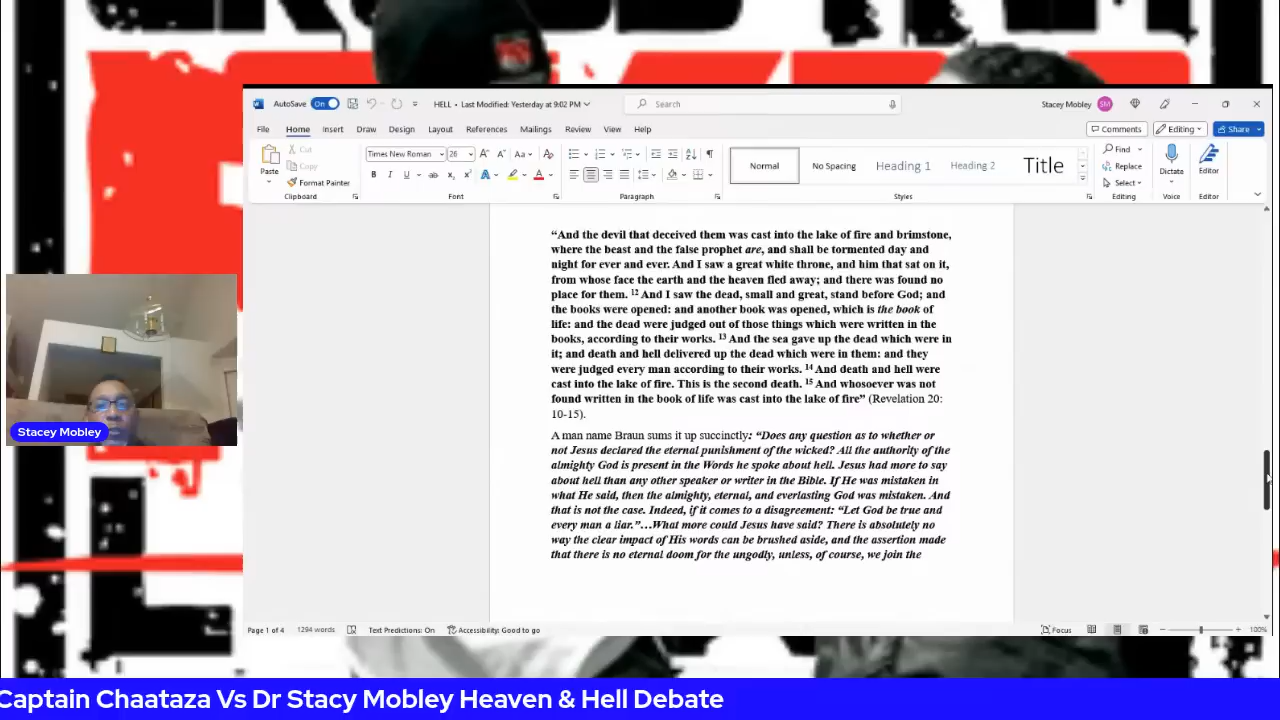 AutoSave On HELL • Last Modified: Yesterday at 9:02 PM Search Stacey Mobley SM
File Home Insert Draw Design Layout References Mailings Review View Help Comments Editing Share
Paste Cut Copy Format Painter
Clipboard
Times New Roman 26
Font
Paragraph
Normal No Spacing Heading 1 Heading 2 Title
Styles
Find Replace Select
Editing
Dictate
Voice
Editor
Editor
“And the devil that deceived them was cast into the lake of fire and brimstone,
where the beast and the false prophet are, and shall be tormented day and
night for ever and ever. And I saw a great white throne, and him that sat on it,
from whose face the earth and the heaven fled away; and there was found no
place for them. 12 And I saw the dead, small and great, stand before God; and
the books were opened: and another book was opened, which is the book of
life: and the dead were judged out of those things which were written in the
books, according to their works. 13 And the sea gave up the dead which were in
it; and death and hell delivered up the dead which were in them: and they
were judged every man according to their works. 14 And death and hell were
cast into the lake of fire. This is the second death. 15 And whosoever was not
found written in the book of life was cast into the lake of fire” (Revelation 20:
10-15).
A man name Braun sums it up succinctly: “Does any question as to whether or
not Jesus declared the eternal punishment of the wicked? All the authority of the
almighty God is present in the Words he spoke about hell. Jesus had more to say
about hell than any other speaker or writer in the Bible. If He was mistaken in
what He said, then the almighty, eternal, and everlasting God was mistaken. And
that is not the case. Indeed, if it comes to a disagreement: “Let God be true and
every man a liar.”…What more could Jesus have said? There is absolutely no
way the clear impact of His words can be brushed aside, and the assertion made
that there is no eternal doom for the ungodly, unless, of course, we join the
Page 1 of 4 1294 words Text Predictions: On Accessibility: Good to go Focus 100%
Stacey Mobley
Captain Chaataza Vs Dr Stacy Mobley Heaven & Hell Debate